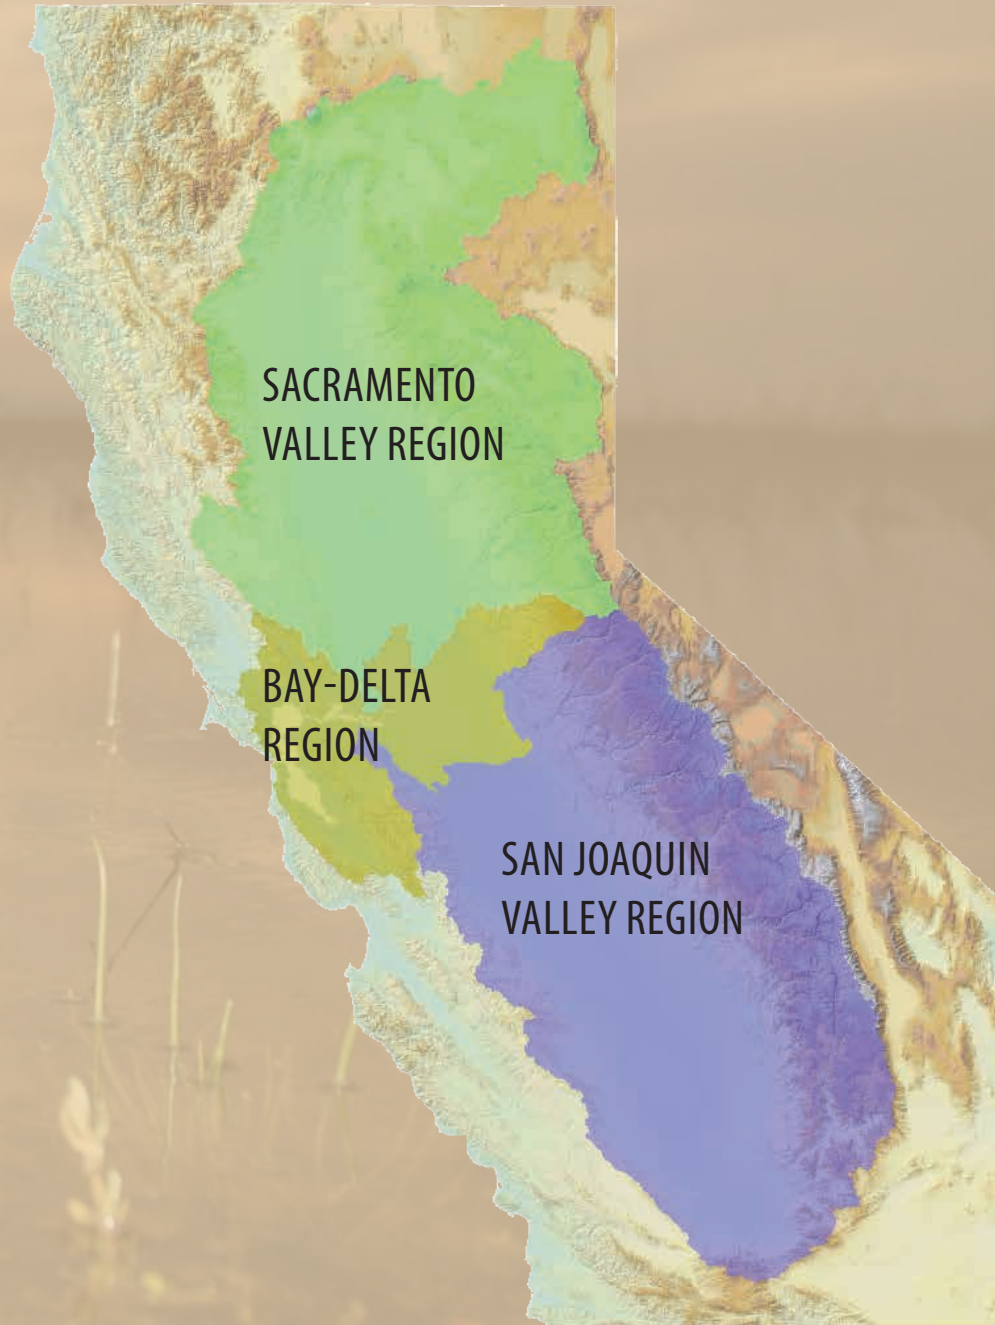 SACRAMENTO
VALLEY REGION
BAY-DELTA
REGION
SAN JOAQUIN
VALLEY REGION